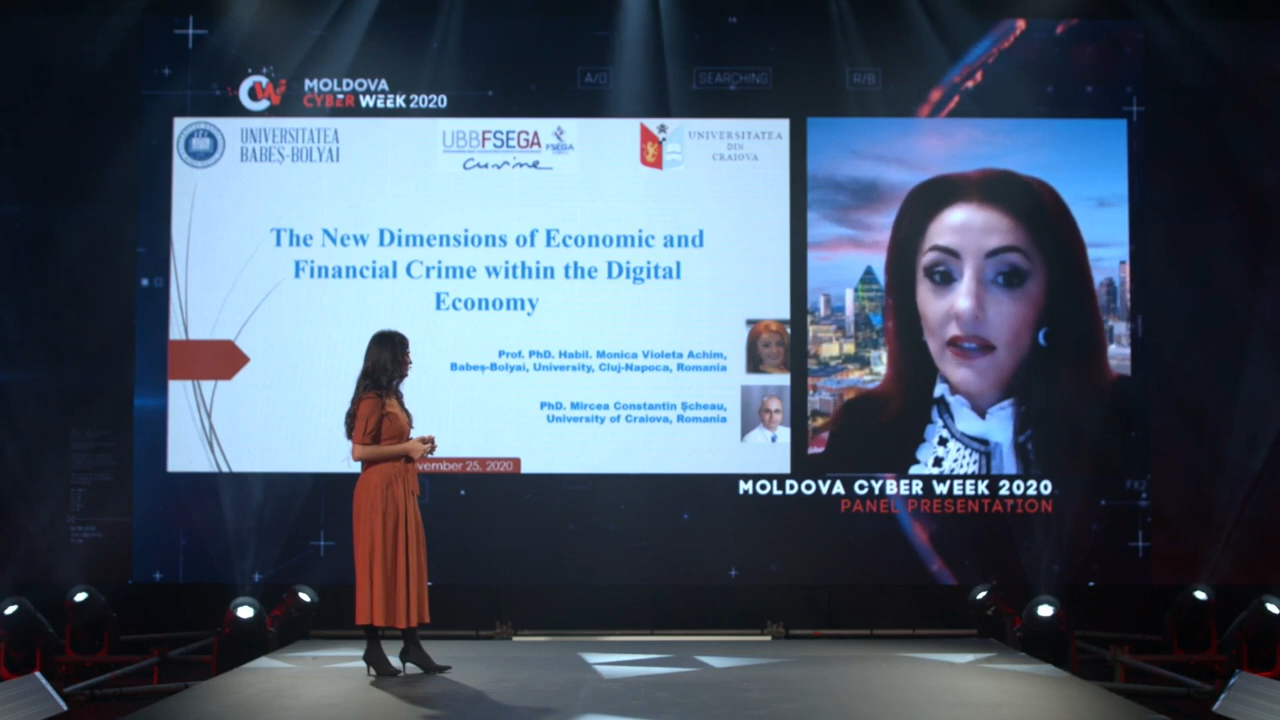 A/D
SEARCHING
R/B
CW
MOLDOVA
CYBER WEEK 2020
UNIVERSITATEA
BABEȘ-BOLYAI
UBBFSEGA
FSEGA
UNIVERSITATEA
DIN
CRAIOVA
The New Dimensions of Economic and
Financial Crime within the Digital
Economy
Prof. PhD. Habil. Monica Violeta Achim,
Babeș-Bolyai, University, Cluj-Napoca, Romania
PhD. Mircea Constantin Șcheau,
University of Craiova, Romania
vember 25, 2020
MOLDOVA CYBER WEEK 2020
PANEL PRESENTATION